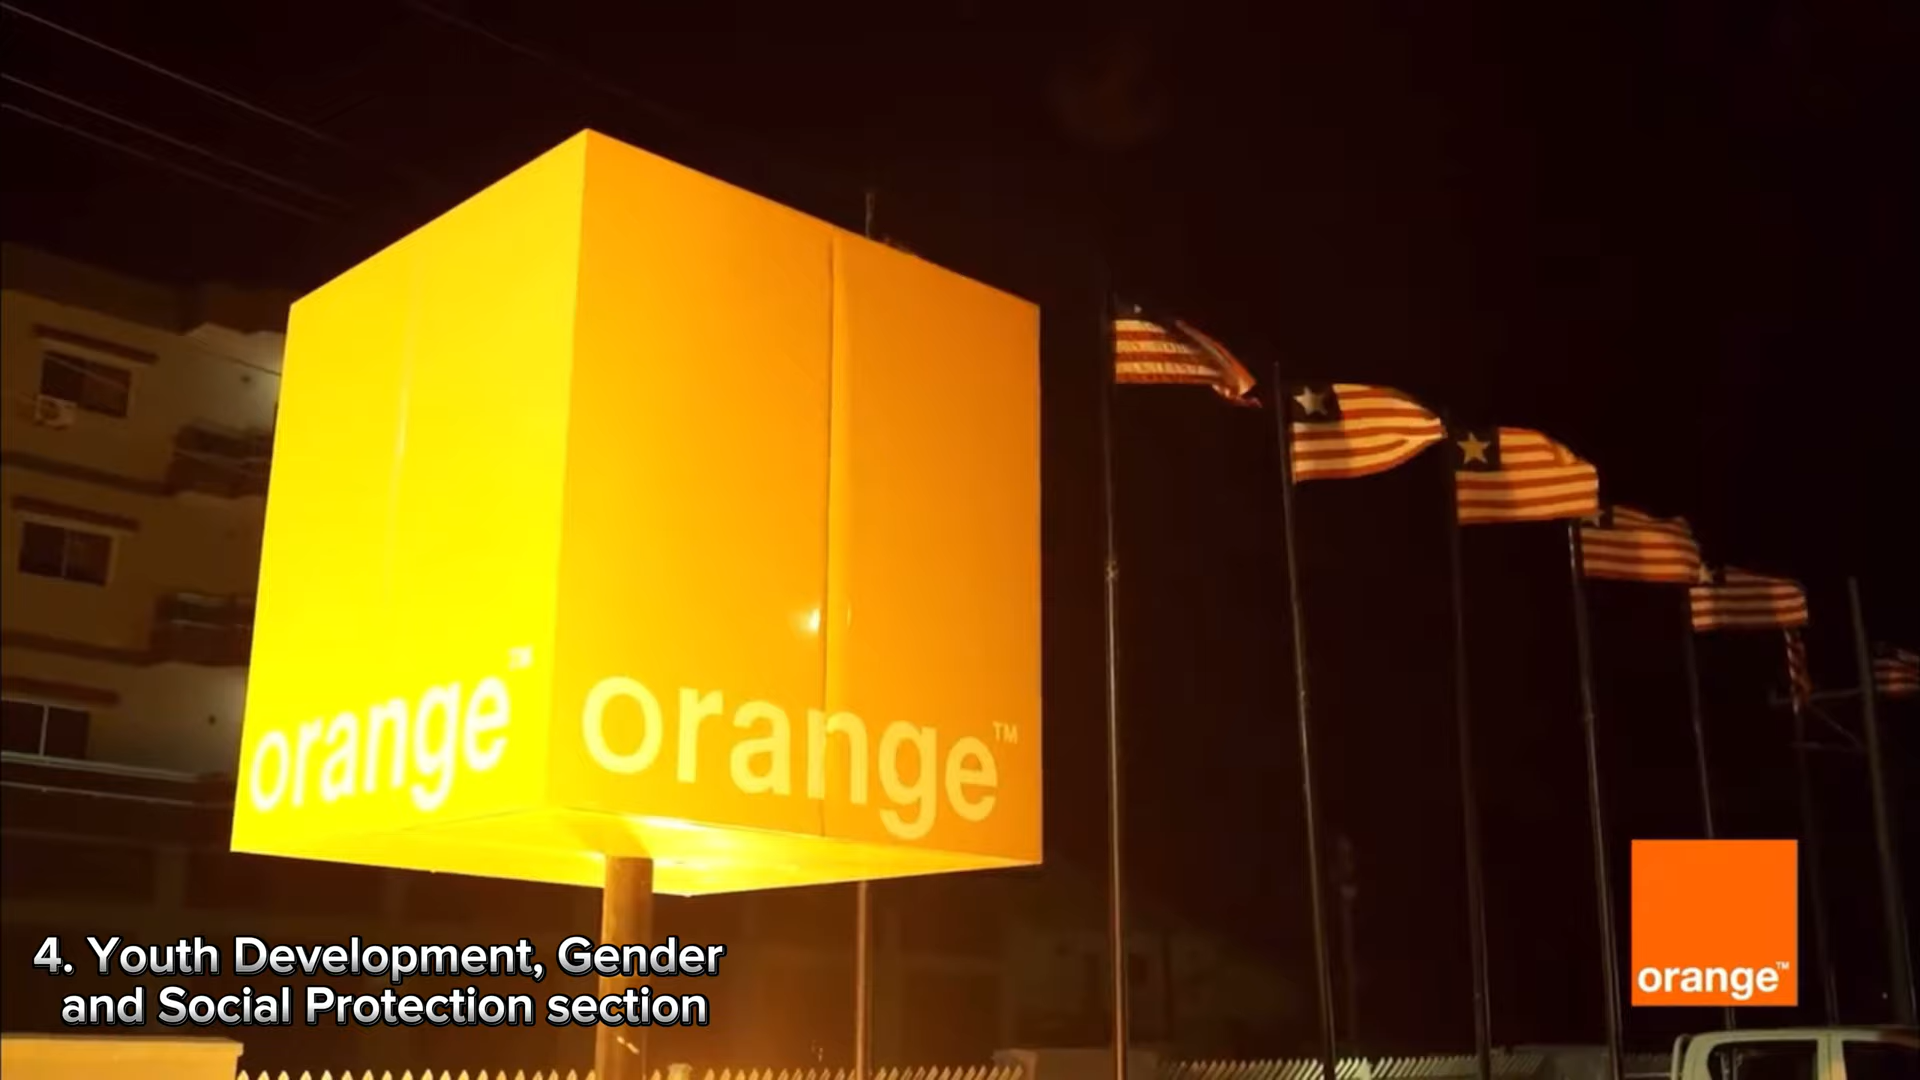 orange™
orange™
4. Youth Development, Gender
and Social Protection section
orange™